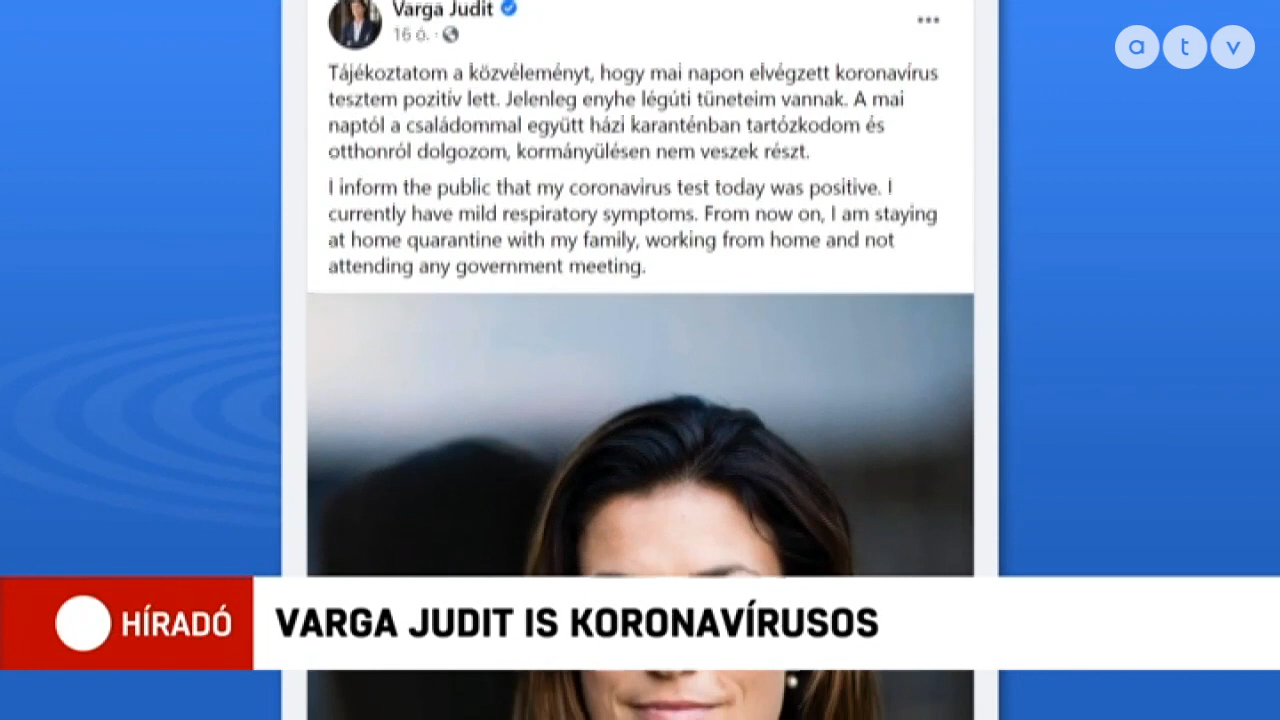 Varga Judit
16 ó.
a t v
Tájékoztatom a közvéleményt, hogy mai napon elvégzett koronavírus
tesztem pozitív lett. Jelenleg enyhe légúti tüneteim vannak. A mai
naptól a családommal együtt házi karanténban tartózkodom és
otthonról dolgozom, kormányülésen nem veszek részt.
I inform the public that my coronavirus test today was positive. I
currently have mild respiratory symptoms. From now on, I am staying
at home quarantine with my family, working from home and not
attending any government meeting.
HÍRADÓ
VARGA JUDIT IS KORONAVÍRUSOS